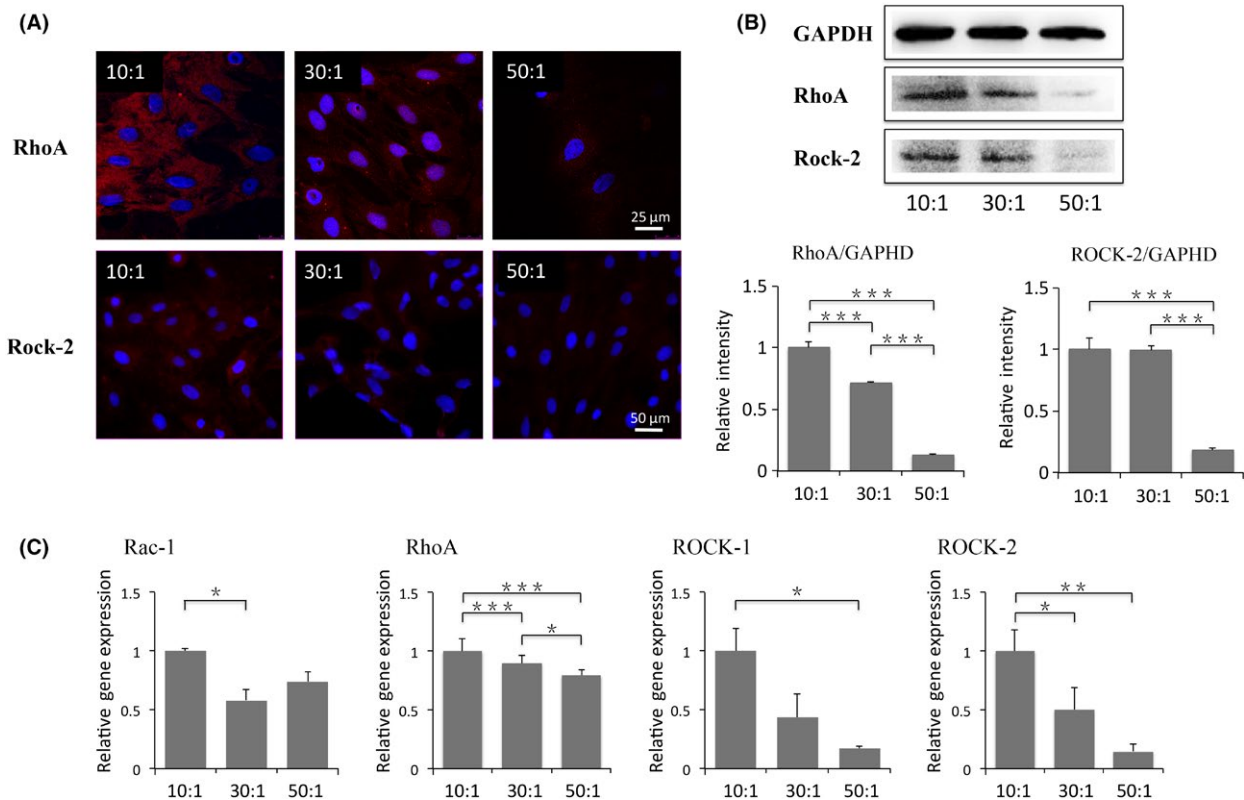 (A)
10:1 30:1 50:1
RhoA
25 μm
10:1 30:1 50:1
Rock-2
50 μm
(B)
GAPDH
RhoA
Rock-2
10:1 30:1 50:1
RhoA/GAPHD
Relative intensity
1.5
1
0.5
0
* * *
* * *
* * *
10:1 30:1 50:1
ROCK-2/GAPHD
Relative intensity
1.5
1
0.5
0
* * *
* * *
10:1 30:1 50:1
(C)
Rac-1
Relative gene expression
1.5
1
0.5
0
*
10:1 30:1 50:1
RhoA
Relative gene expression
1.5
1
0.5
0
* * *
* * *
*
10:1 30:1 50:1
ROCK-1
Relative gene expression
1.5
1
0.5
0
*
10:1 30:1 50:1
ROCK-2
Relative gene expression
1.5
1
0.5
0
* *
*
10:1 30:1 50:1